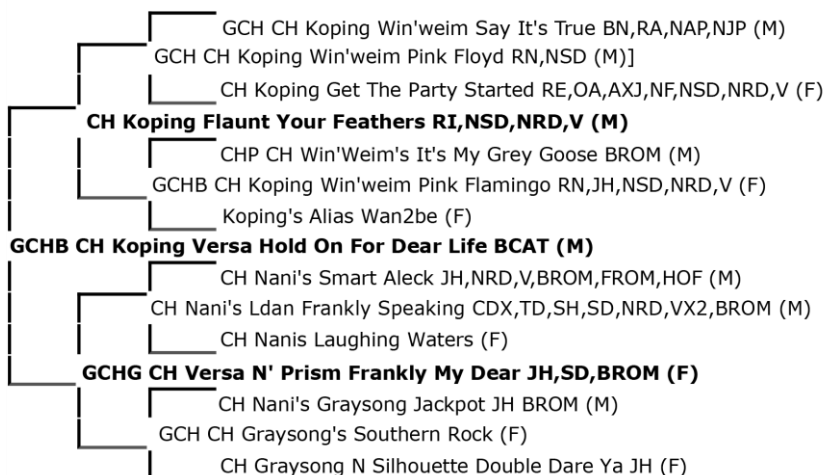 GCH CH Koping Win'weim Say It's True BN,RA,NAP,NJP (M)
GCH CH Koping Win'weim Pink Floyd RN,NSD (M)]
CH Koping Get The Party Started RE,OA,AXJ,NF,NSD,NRD,V (F)
CH Koping Flaunt Your Feathers RI,NSD,NRD,V (M)
CHP CH Win'Weim's It's My Grey Goose BROM (M)
GCHB CH Koping Win'weim Pink Flamingo RN,JH,NSD,NRD,V (F)
Koping's Alias Wan2be (F)
GCHB CH Koping Versa Hold On For Dear Life BCAT (M)
CH Nani's Smart Aleck JH,NRD,V,BROM,FROM,HOF (M)
CH Nani's Ldan Frankly Speaking CDX,TD,SH,SD,NRD,VX2,BROM (M)
CH Nanis Laughing Waters (F)
GCHG CH Versa N' Prism Frankly My Dear JH,SD,BROM (F)
CH Nani's Graysong Jackpot JH BROM (M)
GCH CH Graysong's Southern Rock (F)
CH Graysong N Silhouette Double Dare Ya JH (F)